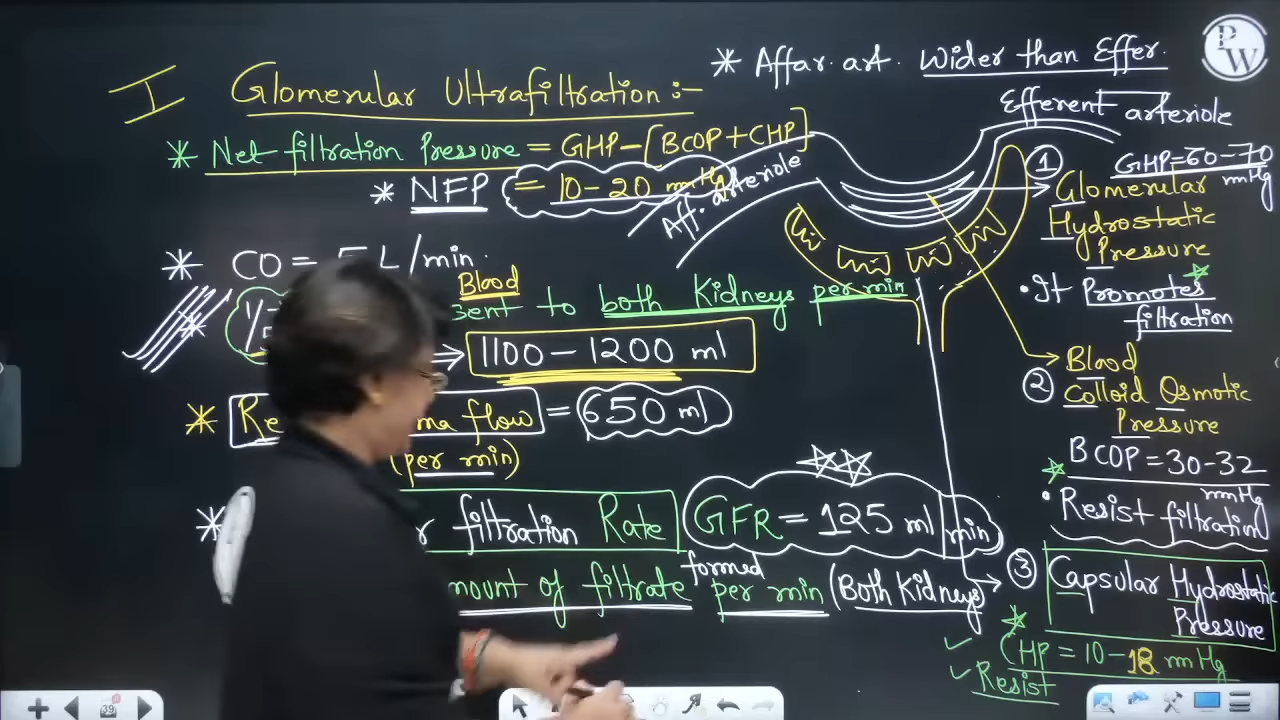 PW
* Affar. art. Wider than Effer.
I Glomerular Ultrafiltration :-
* Net filtration Pressure = GHP - [BCOP + CHP]
* NFP = 10-20 mmHg
Aff. arteriole
Efferent arteriole
* CO = 5 L/min.
Blood
sent to both Kidneys per min
→ 1100 - 1200 ml
flow = 650 ml
(per min)
filtration Rate
GFR = 125 ml min
of filtrate formed per min (Both Kidneys)
① GHP = 60-70 mmHg
Glomerular
Hydrostatic
Pressure
• It Promotes
filtration
Blood
② Colloid Osmotic
Pressure
BCOP = 30-32 mmHg
• Resist filtration
③ Capsular Hydrostatic
Pressure
* CHP = 10-18 mmHg
Resist
39